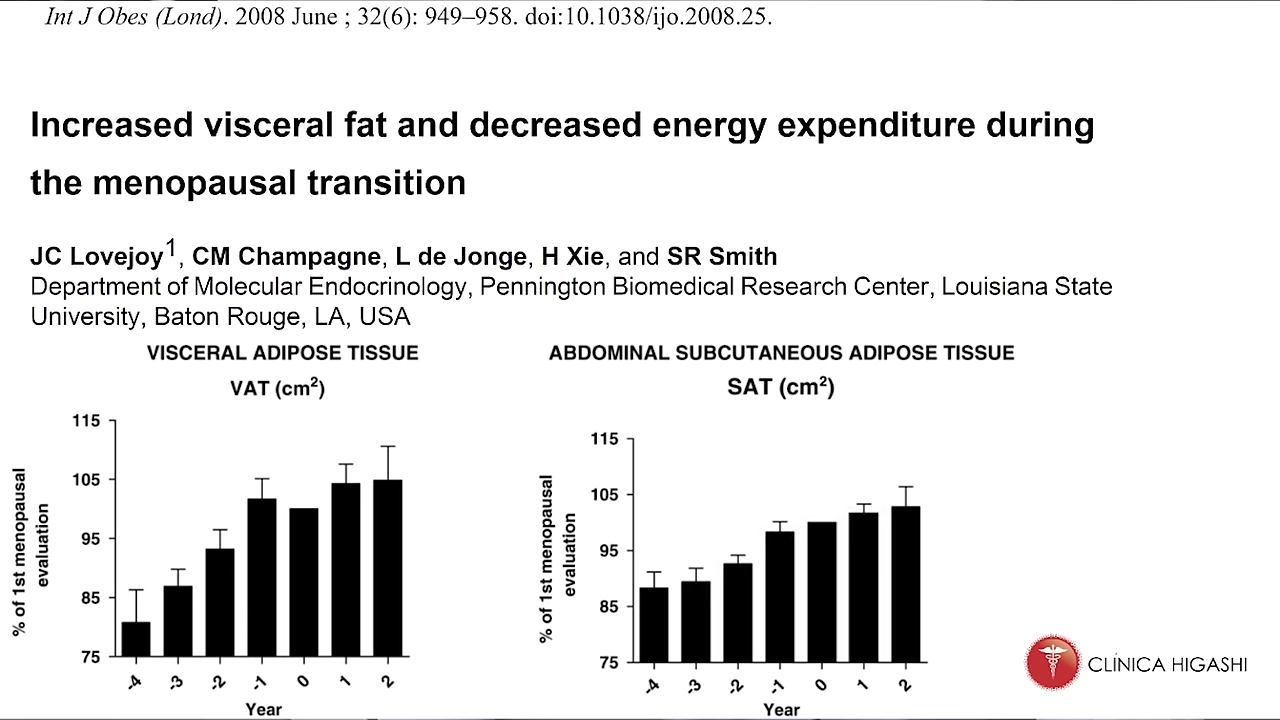 Int J Obes (Lond). 2008 June ; 32(6): 949–958. doi:10.1038/ijo.2008.25.
Increased visceral fat and decreased energy expenditure during
the menopausal transition
JC Lovejoy1, CM Champagne, L de Jonge, H Xie, and SR Smith
Department of Molecular Endocrinology, Pennington Biomedical Research Center, Louisiana State
University, Baton Rouge, LA, USA
VISCERAL ADIPOSE TISSUE
VAT (cm2)
% of 1st menopausal
evaluation
115
105
95
85
75
-4 -3 -2 -1 0 1 2
Year
ABDOMINAL SUBCUTANEOUS ADIPOSE TISSUE
SAT (cm2)
% of 1st menopausal
evaluation
115
105
95
85
75
-4 -3 -2 -1 0 1 2
Year
CLÍNICA HIGASHI